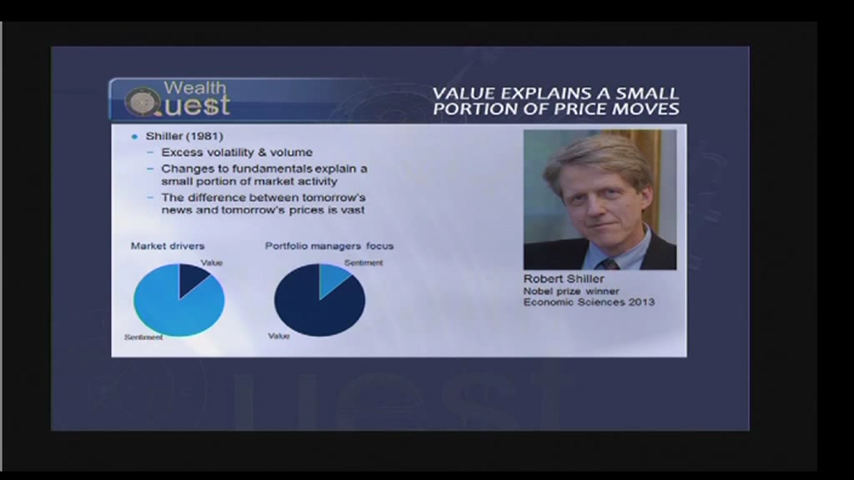 Wealth
Quest
VALUE EXPLAINS A SMALL
PORTION OF PRICE MOVES
• Shiller (1981)
– Excess volatility & volume
– Changes to fundamentals explain a
small portion of market activity
– The difference between tomorrow's
news and tomorrow's prices is vast
Market drivers
Value
Sentiment
Portfolio managers focus
Sentiment
Value
Robert Shiller
Nobel prize winner
Economic Sciences 2013
uest